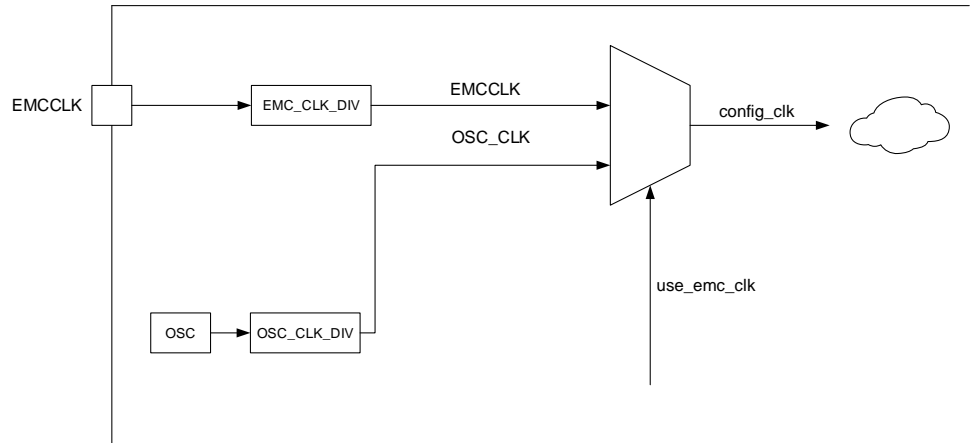 EMCCLK
EMC_CLK_DIV
EMCCLK
OSC_CLK
config_clk
use_emc_clk
OSC
OSC_CLK_DIV